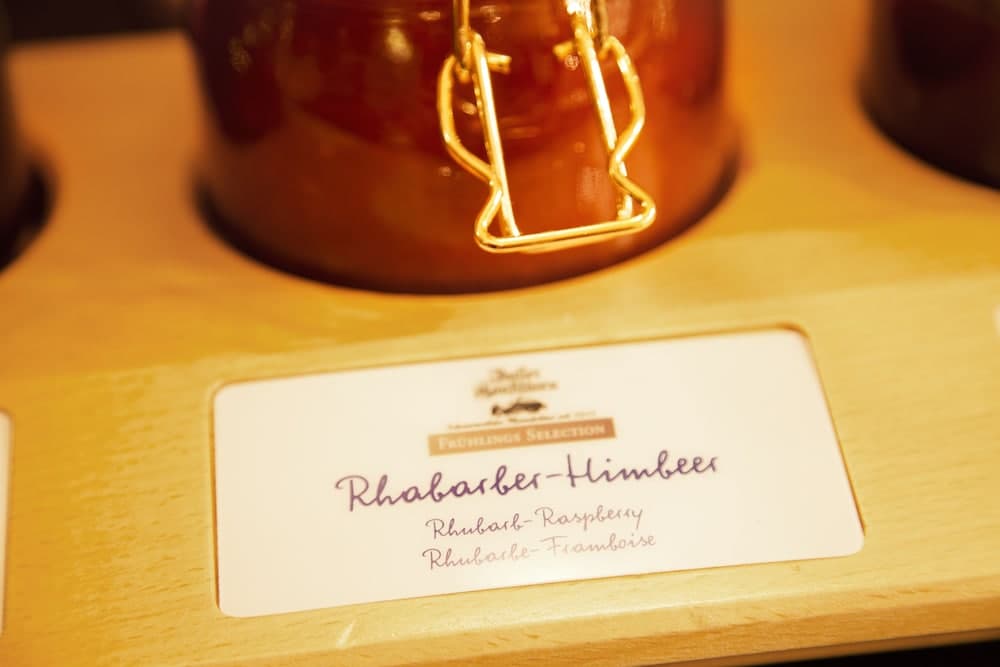 FRÜHLINGS SELECTION
Rhabarber-Himbeer
Rhubarb-Raspberry
Rhubarbe-Framboise